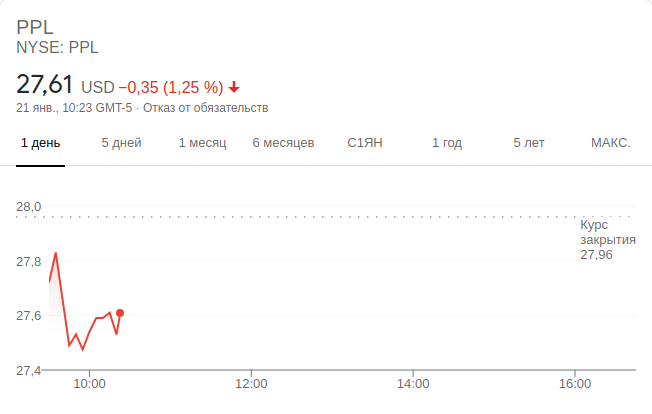 PPL
NYSE: PPL
27,61 USD −0,35 (1,25 %)
21 янв., 10:23 GMT-5 · Отказ от обязательств
1 день 5 дней 1 месяц 6 месяцев С1ЯН 1 год 5 лет МАКС.
28,0
Курс
закрытия
27,96
27,8
27,6
27,4
10:00 12:00 14:00 16:00